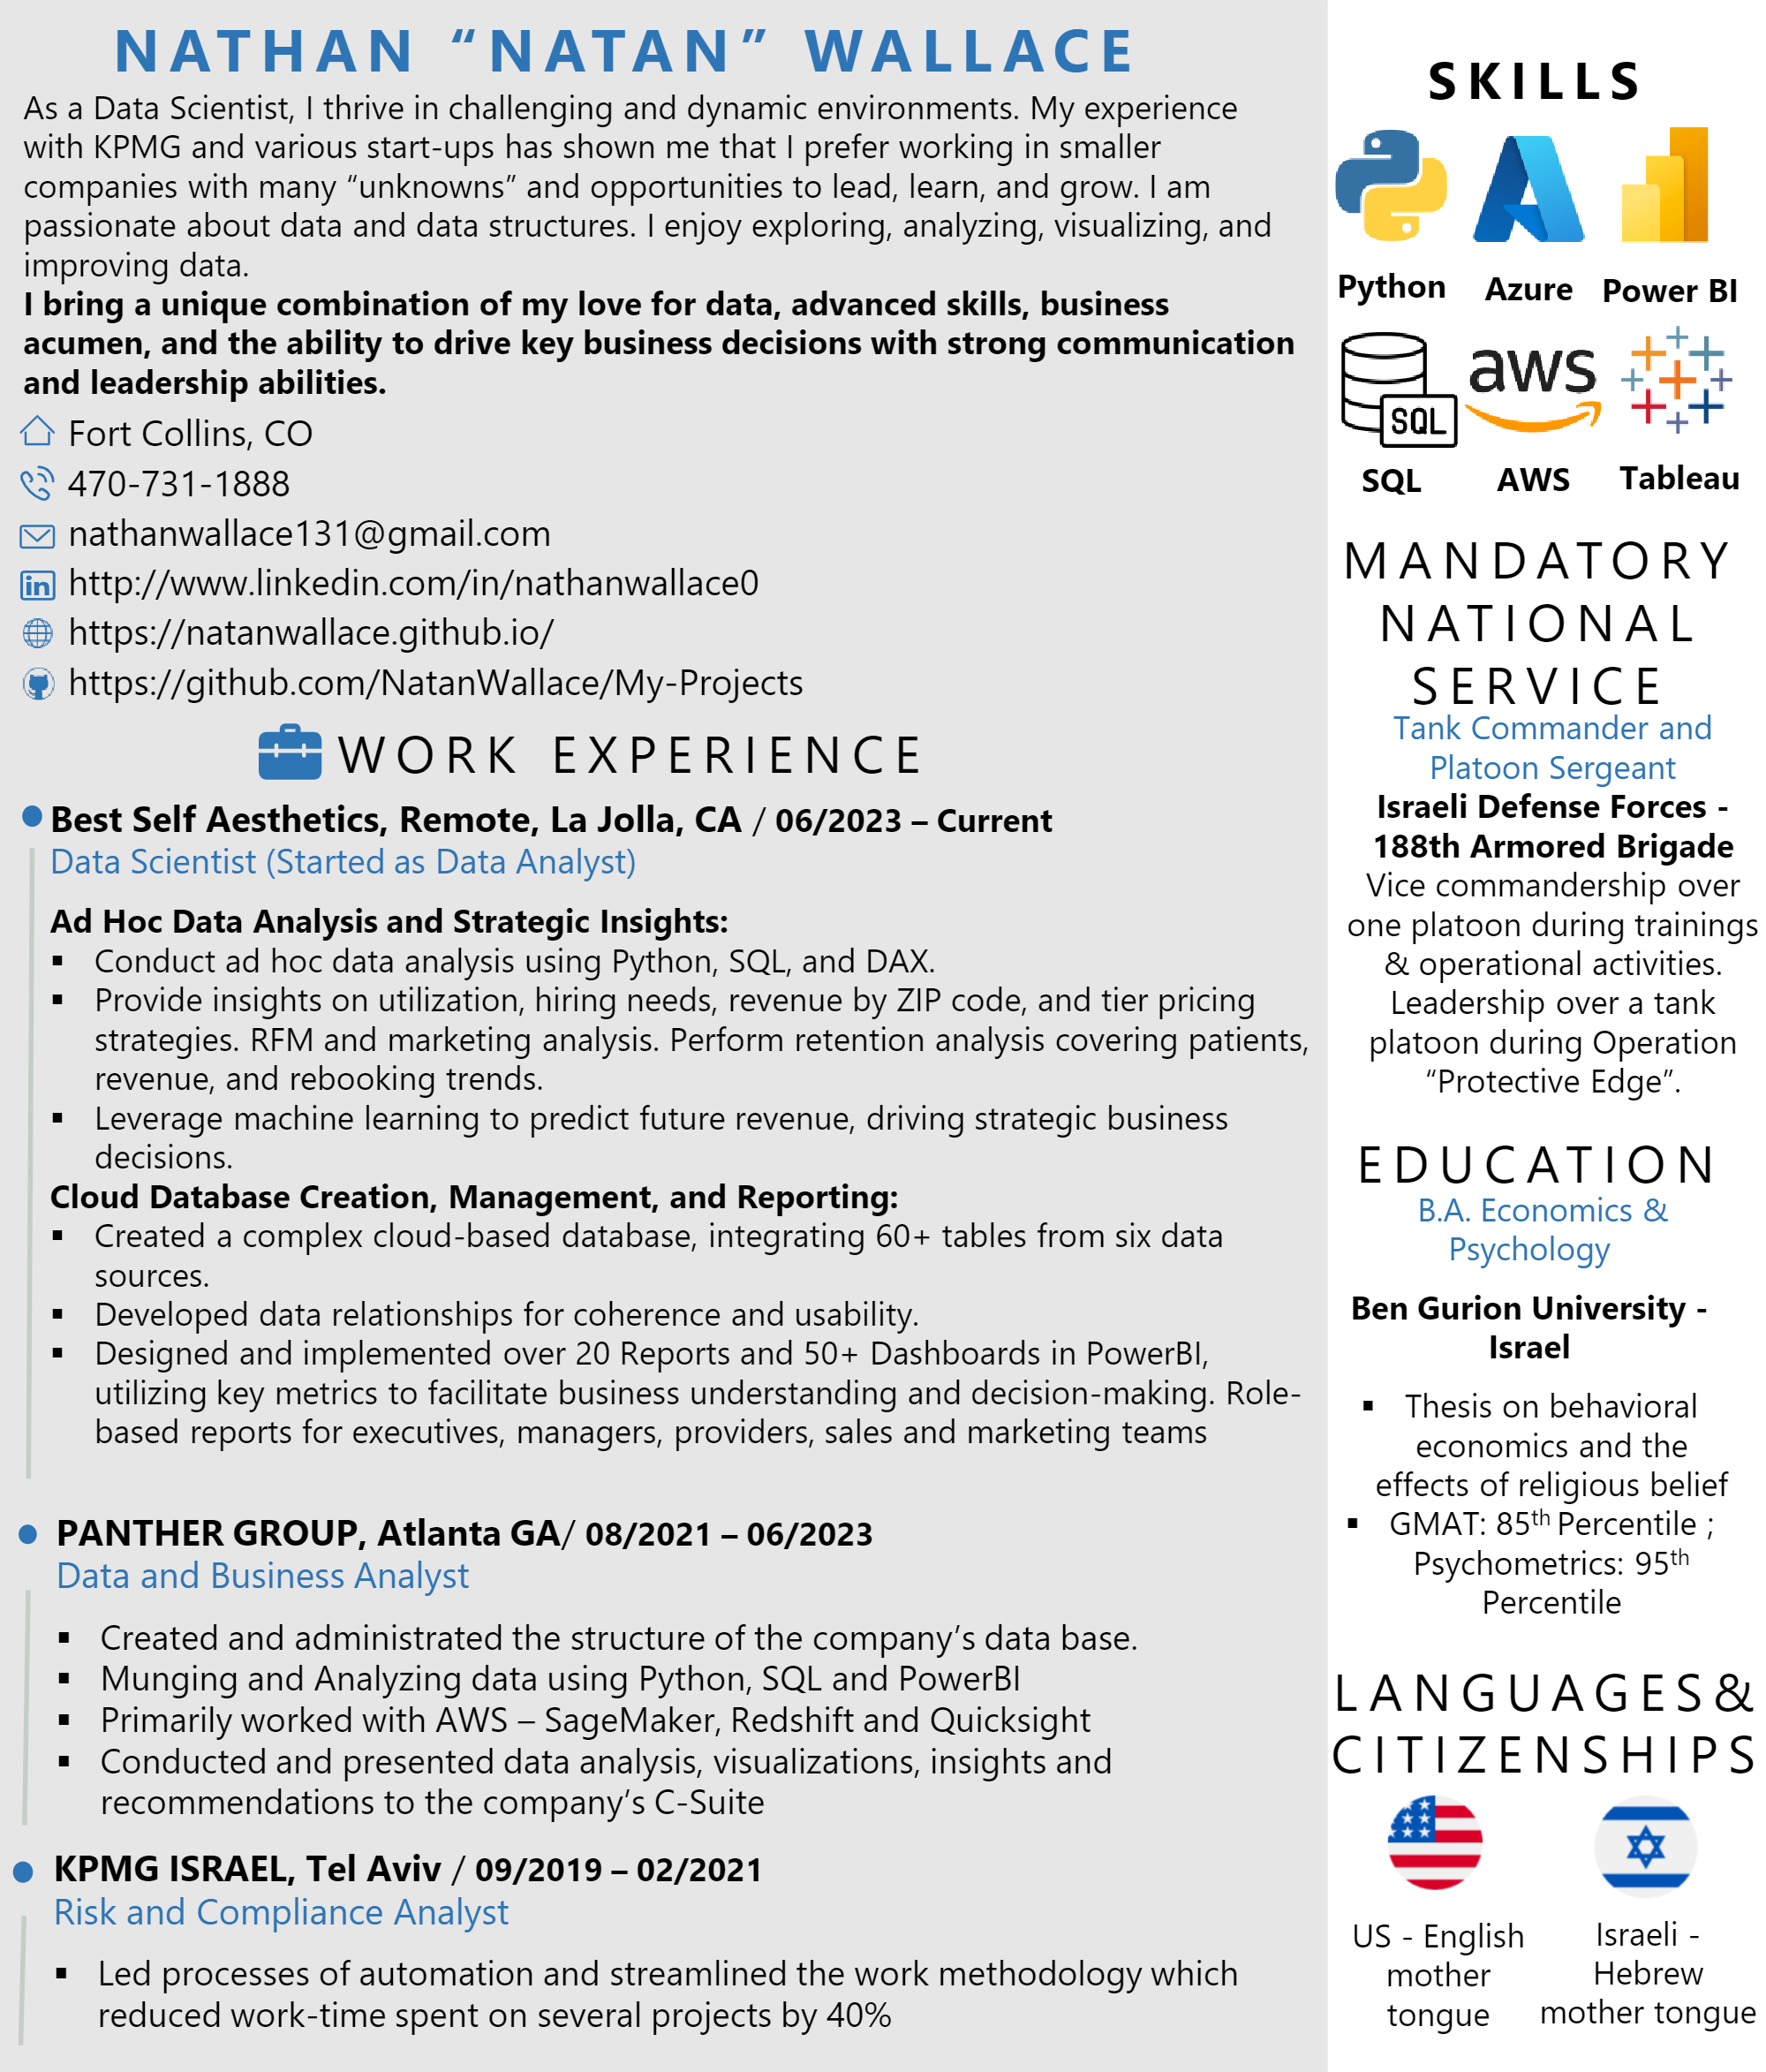 NATHAN “NATAN” WALLACE
As a Data Scientist, I thrive in challenging and dynamic environments. My experience
with KPMG and various start-ups has shown me that I prefer working in smaller
companies with many “unknowns” and opportunities to lead, learn, and grow. I am
passionate about data and data structures. I enjoy exploring, analyzing, visualizing, and
improving data.
I bring a unique combination of my love for data, advanced skills, business
acumen, and the ability to drive key business decisions with strong communication
and leadership abilities.
Fort Collins, CO
470-731-1888
nathanwallace131@gmail.com
in
http://www.linkedin.com/in/nathanwallace0
https://natanwallace.github.io/
https://github.com/NatanWallace/My-Projects
WORK EXPERIENCE
Best Self Aesthetics, Remote, La Jolla, CA / 06/2023 – Current
Data Scientist (Started as Data Analyst)
Ad Hoc Data Analysis and Strategic Insights:
▪ Conduct ad hoc data analysis using Python, SQL, and DAX.
▪ Provide insights on utilization, hiring needs, revenue by ZIP code, and tier pricing
strategies. RFM and marketing analysis. Perform retention analysis covering patients,
revenue, and rebooking trends.
▪ Leverage machine learning to predict future revenue, driving strategic business
decisions.
Cloud Database Creation, Management, and Reporting:
▪ Created a complex cloud-based database, integrating 60+ tables from six data
sources.
▪ Developed data relationships for coherence and usability.
▪ Designed and implemented over 20 Reports and 50+ Dashboards in PowerBI,
utilizing key metrics to facilitate business understanding and decision-making. Role-
based reports for executives, managers, providers, sales and marketing teams
PANTHER GROUP, Atlanta GA/ 08/2021 – 06/2023
Data and Business Analyst
▪ Created and administrated the structure of the company’s data base.
▪ Munging and Analyzing data using Python, SQL and PowerBI
▪ Primarily worked with AWS – SageMaker, Redshift and Quicksight
▪ Conducted and presented data analysis, visualizations, insights and
recommendations to the company’s C-Suite
KPMG ISRAEL, Tel Aviv / 09/2019 – 02/2021
Risk and Compliance Analyst
▪ Led processes of automation and streamlined the work methodology which
reduced work-time spent on several projects by 40%
SKILLS
Python Azure Power BI
SQL aws
SQL AWS Tableau
MANDATORY
NATIONAL
SERVICE
Tank Commander and
Platoon Sergeant
Israeli Defense Forces -
188th Armored Brigade
Vice commandership over
one platoon during trainings
& operational activities.
Leadership over a tank
platoon during Operation
“Protective Edge”.
EDUCATION
B.A. Economics &
Psychology
Ben Gurion University -
Israel
▪ Thesis on behavioral
economics and the
effects of religious belief
▪ GMAT: 85th Percentile ;
Psychometrics: 95th
Percentile
LANGUAGES&
CITIZENSHIPS
US - English
mother
tongue
Israeli -
Hebrew
mother tongue